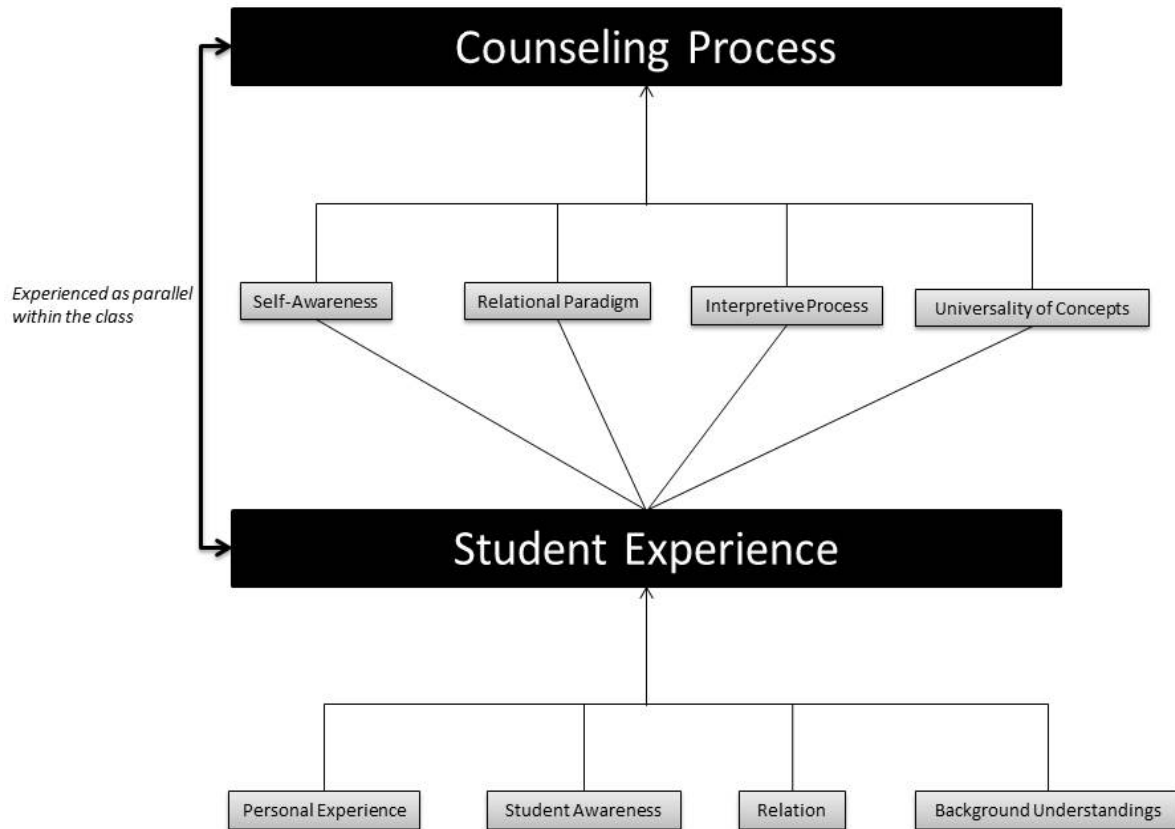 Counseling Process
Experienced as parallel
within the class
Self-Awareness
Relational Paradigm
Interpretive Process
Universality of Concepts
Student Experience
Personal Experience
Student Awareness
Relation
Background Understandings